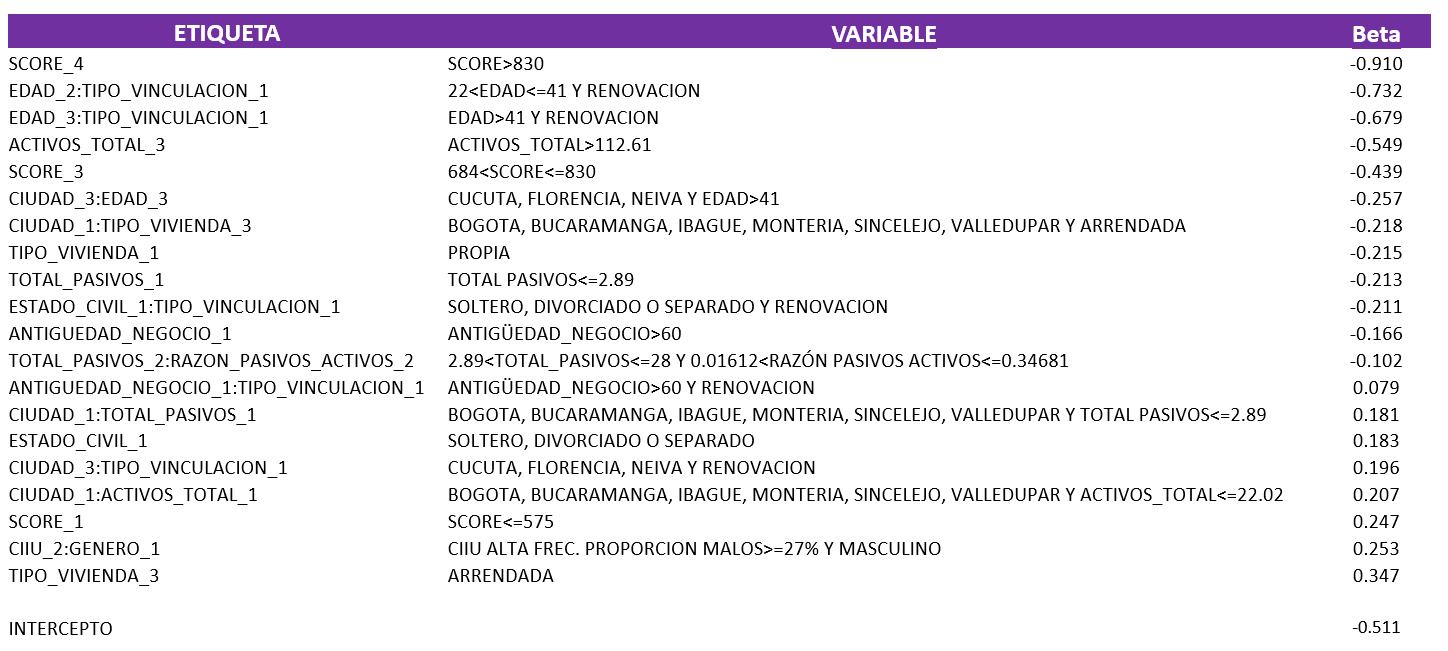 ETIQUETA VARIABLE Beta
SCORE_4 SCORE>830 -0.910
EDAD_2:TIPO_VINCULACION_1 22<EDAD<=41 Y RENOVACION -0.732
EDAD_3:TIPO_VINCULACION_1 EDAD>41 Y RENOVACION -0.679
ACTIVOS_TOTAL_3 ACTIVOS_TOTAL>112.61 -0.549
SCORE_3 684<SCORE<=830 -0.439
CIUDAD_3:EDAD_3 CUCUTA, FLORENCIA, NEIVA Y EDAD>41 -0.257
CIUDAD_1:TIPO_VIVIENDA_3 BOGOTA, BUCARAMANGA, IBAGUE, MONTERIA, SINCELEJO, VALLEDUPAR Y ARRENDADA -0.218
TIPO_VIVIENDA_1 PROPIA -0.215
TOTAL_PASIVOS_1 TOTAL PASIVOS<=2.89 -0.213
ESTADO_CIVIL_1:TIPO_VINCULACION_1 SOLTERO, DIVORCIADO O SEPARADO Y RENOVACION -0.211
ANTIGUEDAD_NEGOCIO_1 ANTIGÜEDAD_NEGOCIO>60 -0.166
TOTAL_PASIVOS_2:RAZON_PASIVOS_ACTIVOS_2 2.89<TOTAL_PASIVOS<=28 Y 0.01612<RAZÓN PASIVOS ACTIVOS<=0.34681 -0.102
ANTIGUEDAD_NEGOCIO_1:TIPO_VINCULACION_1 ANTIGÜEDAD_NEGOCIO>60 Y RENOVACION 0.079
CIUDAD_1:TOTAL_PASIVOS_1 BOGOTA, BUCARAMANGA, IBAGUE, MONTERIA, SINCELEJO, VALLEDUPAR Y TOTAL PASIVOS<=2.89 0.181
ESTADO_CIVIL_1 SOLTERO, DIVORCIADO O SEPARADO 0.183
CIUDAD_3:TIPO_VINCULACION_1 CUCUTA, FLORENCIA, NEIVA Y RENOVACION 0.196
CIUDAD_1:ACTIVOS_TOTAL_1 BOGOTA, BUCARAMANGA, IBAGUE, MONTERIA, SINCELEJO, VALLEDUPAR Y ACTIVOS_TOTAL<=22.02 0.207
SCORE_1 SCORE<=575 0.247
CIIU_2:GENERO_1 CIIU ALTA FREC. PROPORCION MALOS>=27% Y MASCULINO 0.253
TIPO_VIVIENDA_3 ARRENDADA 0.347
INTERCEPTO -0.511